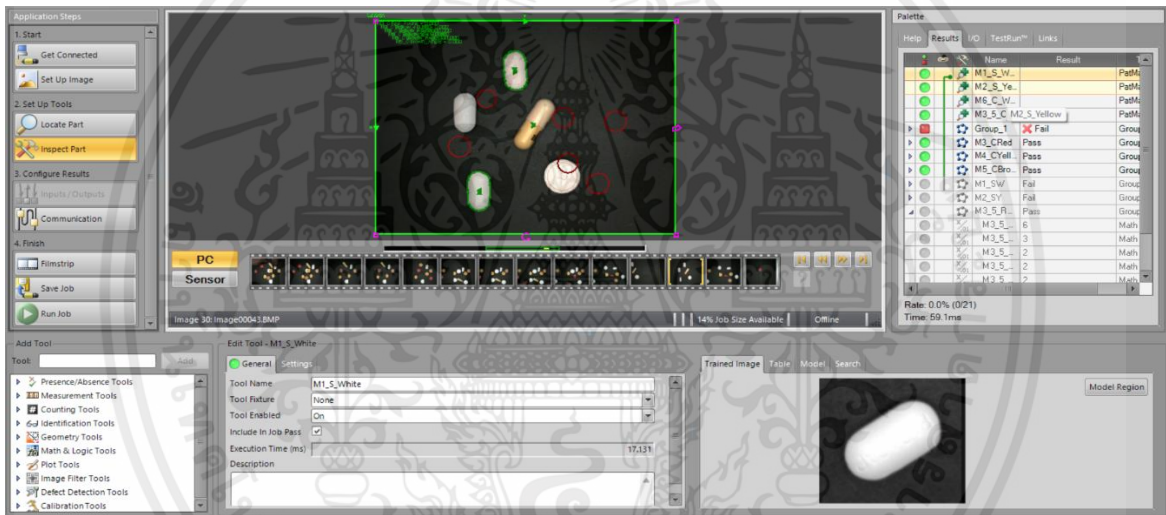 Application Steps
1. Start
Get Connected
Set Up Image
2. Set Up Tools
Locate Part
Inspect Part
3. Configure Results
Inputs / Outputs
Communication
4. Finish
Filmstrip
Save Job
Run Job
PC
Sensor
Image 30: Image00043.BMP
14% Job Size Available
Offline
Palette
Help Results I/O TestRun™ Links
Name Result
M1_S_W... PatMa
M2_S_Ye... PatMa
M6_C_W... PatMa
M3_5_C M2_S_Yellow PatMa
Group_1 Fail Group
M3_CRed Pass Group
M4_CYell... Pass Group
M5_CBro... Pass Group
M1_SW Fail Group
M2_SY Fail Group
M3_5_R... Pass Group
M3_5_... 6 Math
M3_5_... 3 Math
M3_5_... 2 Math
M3_5_... 2 Math
M3_5_... 2 Math
Rate: 0.0% (0/21)
Time: 59.1ms
Add Tool
Tool: Add
Presence/Absence Tools
Measurement Tools
Counting Tools
Identification Tools
Geometry Tools
Math & Logic Tools
Plot Tools
Image Filter Tools
Defect Detection Tools
Calibration Tools
Edit Tool - M1_S_White
General Settings
Tool Name M1_S_White
Tool Fixture None
Tool Enabled On
Include In Job Pass
Execution Time (ms) 17,131
Description
Trained Image Table Model Search
Model Region